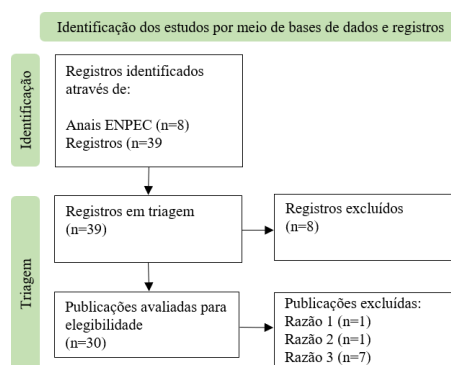 Identificação dos estudos por meio de bases de dados e registros
Identificação
Registros identificados
através de:
Anais ENPEC (n=8)
Registros (n=39
Triagem
Registros em triagem
(n=39)
Registros excluídos
(n=8)
Publicações avaliadas para
elegibilidade
(n=30)
Publicações excluídas:
Razão 1 (n=1)
Razão 2 (n=1)
Razão 3 (n=7)